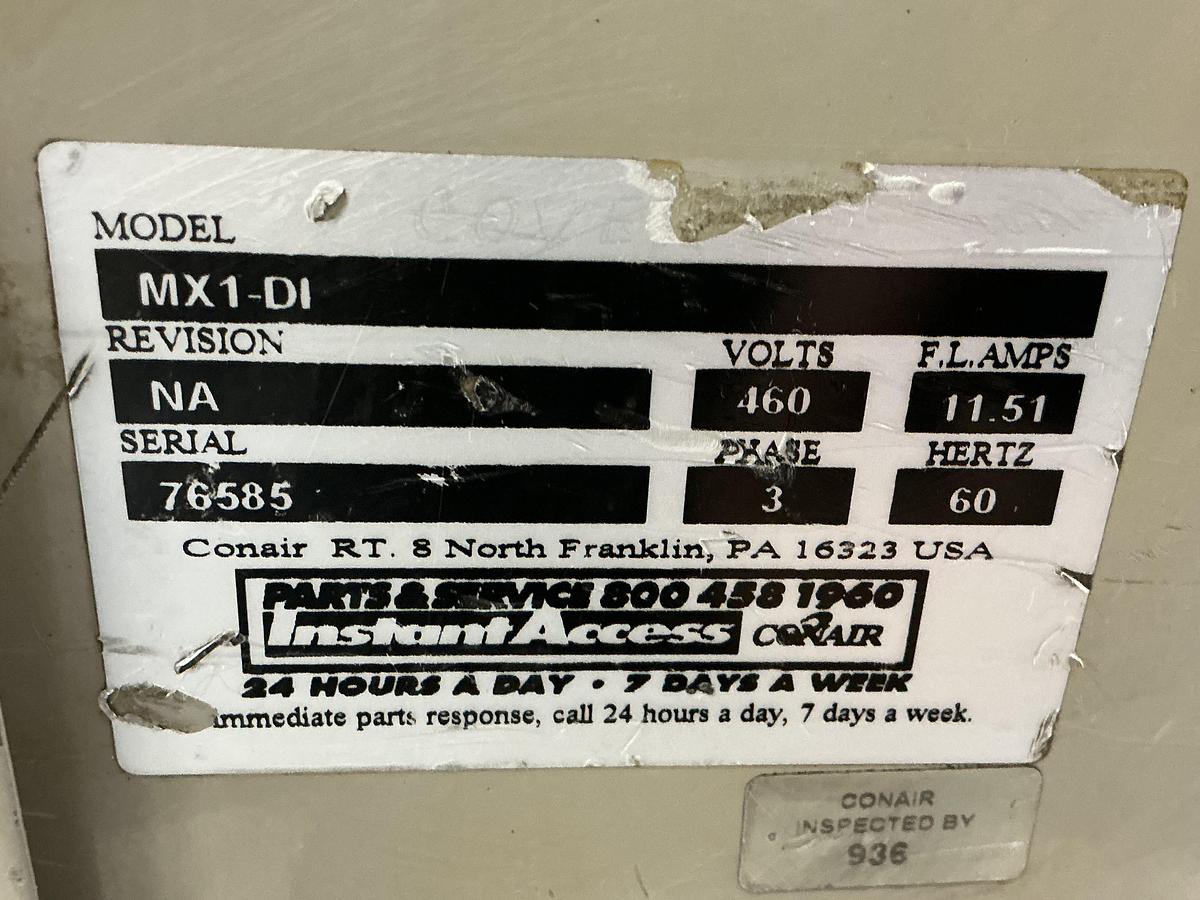 MODEL
MX1-DI
REVISION
VOLTS
F.L.AMPS
NA
460
11.51
SERIAL
PHASE
HERTZ
76585
3
60
Conair RT. 8 North Franklin, PA 16323 USA
PARTS & SERVICE 800 458 1960
Instant Access CONAIR
24 HOURS A DAY · 7 DAYS A WEEK
immediate parts response, call 24 hours a day, 7 days a week.
CONAIR
INSPECTED BY
936